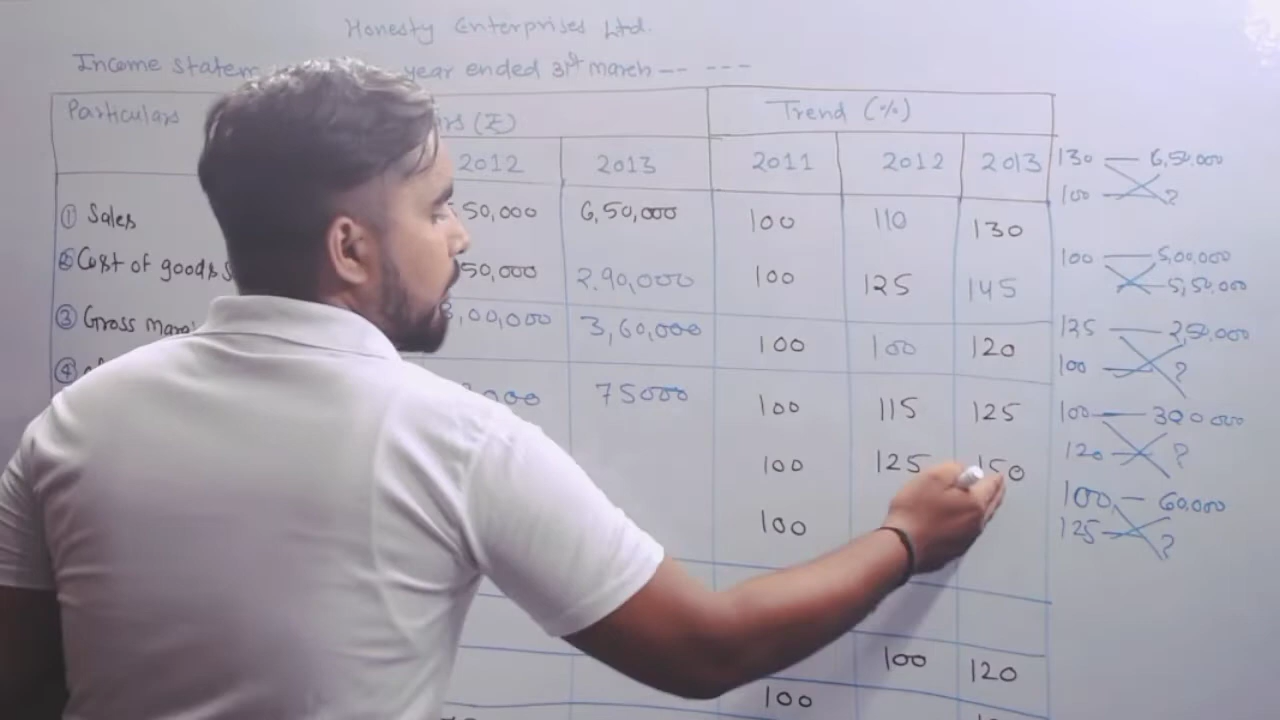 Honesty Enterprises Ltd.
Income Statem year ended 31st march -- ---
Particulars rs (₹) Trend (%)
2012 2013 2011 2012 2013
① Sales 50,000 6,50,000 100 110 130
② Cost of goods s 50,000 2,90,000 100 125 145
③ Gross mar 3,00,000 3,60,000 100 100 120
④ 000 75000 100 115 125
100 125 150
100
100 120
100
130 — 6,50,000
100 ?
100 — 5,00,000
110 — 5,50,000
125 — 2,50,000
100 ?
100 — 300000
120 ?
100 — 60,000
125 ?